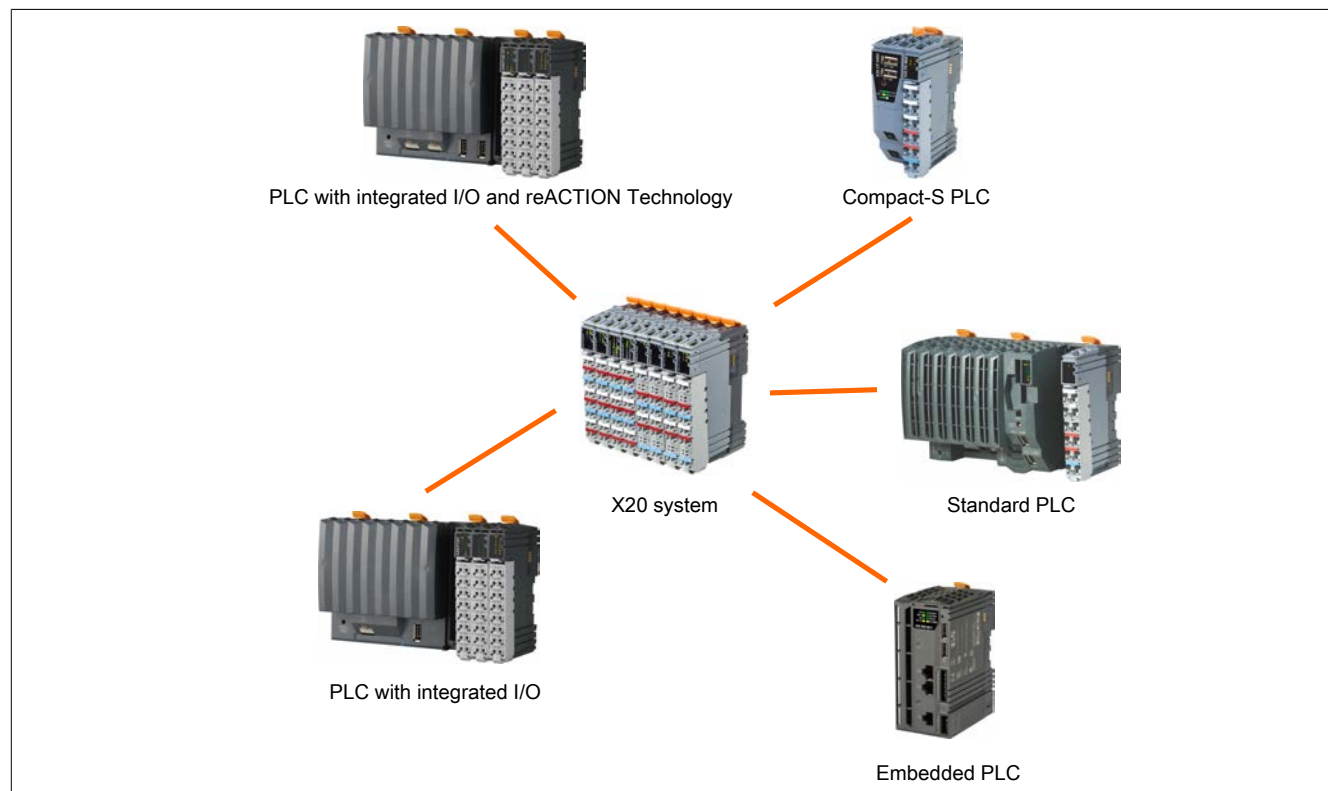 PLC with integrated I/O and reACTION Technology
Compact-S PLC
X20 system
Standard PLC
PLC with integrated I/O
Embedded PLC